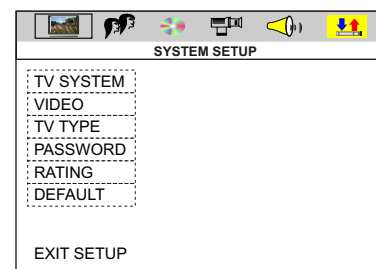 SYSTEM SETUP
TV SYSTEM
VIDEO
TV TYPE
PASSWORD
RATING
DEFAULT
EXIT SETUP